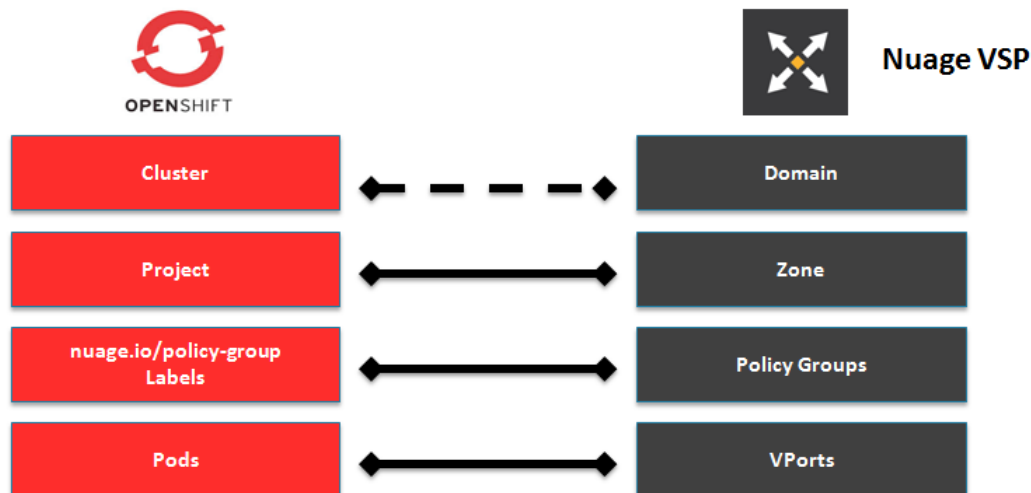 OPENSHIFT
Nuage VSP
Cluster
Domain
Project
Zone
nuage.io/policy-group
Labels
Policy Groups
Pods
VPorts